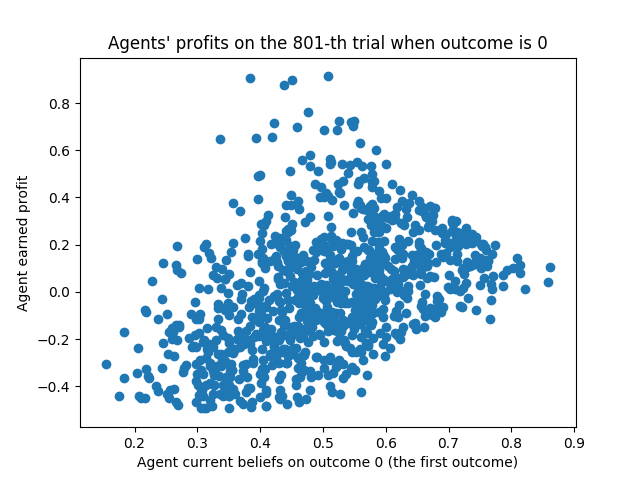 Agents' profits on the 801-th trial when outcome is 0
Agent earned profit
0.8
0.6
0.4
0.2
0.0
−0.2
−0.4
0.2 0.3 0.4 0.5 0.6 0.7 0.8 0.9
Agent current beliefs on outcome 0 (the first outcome)